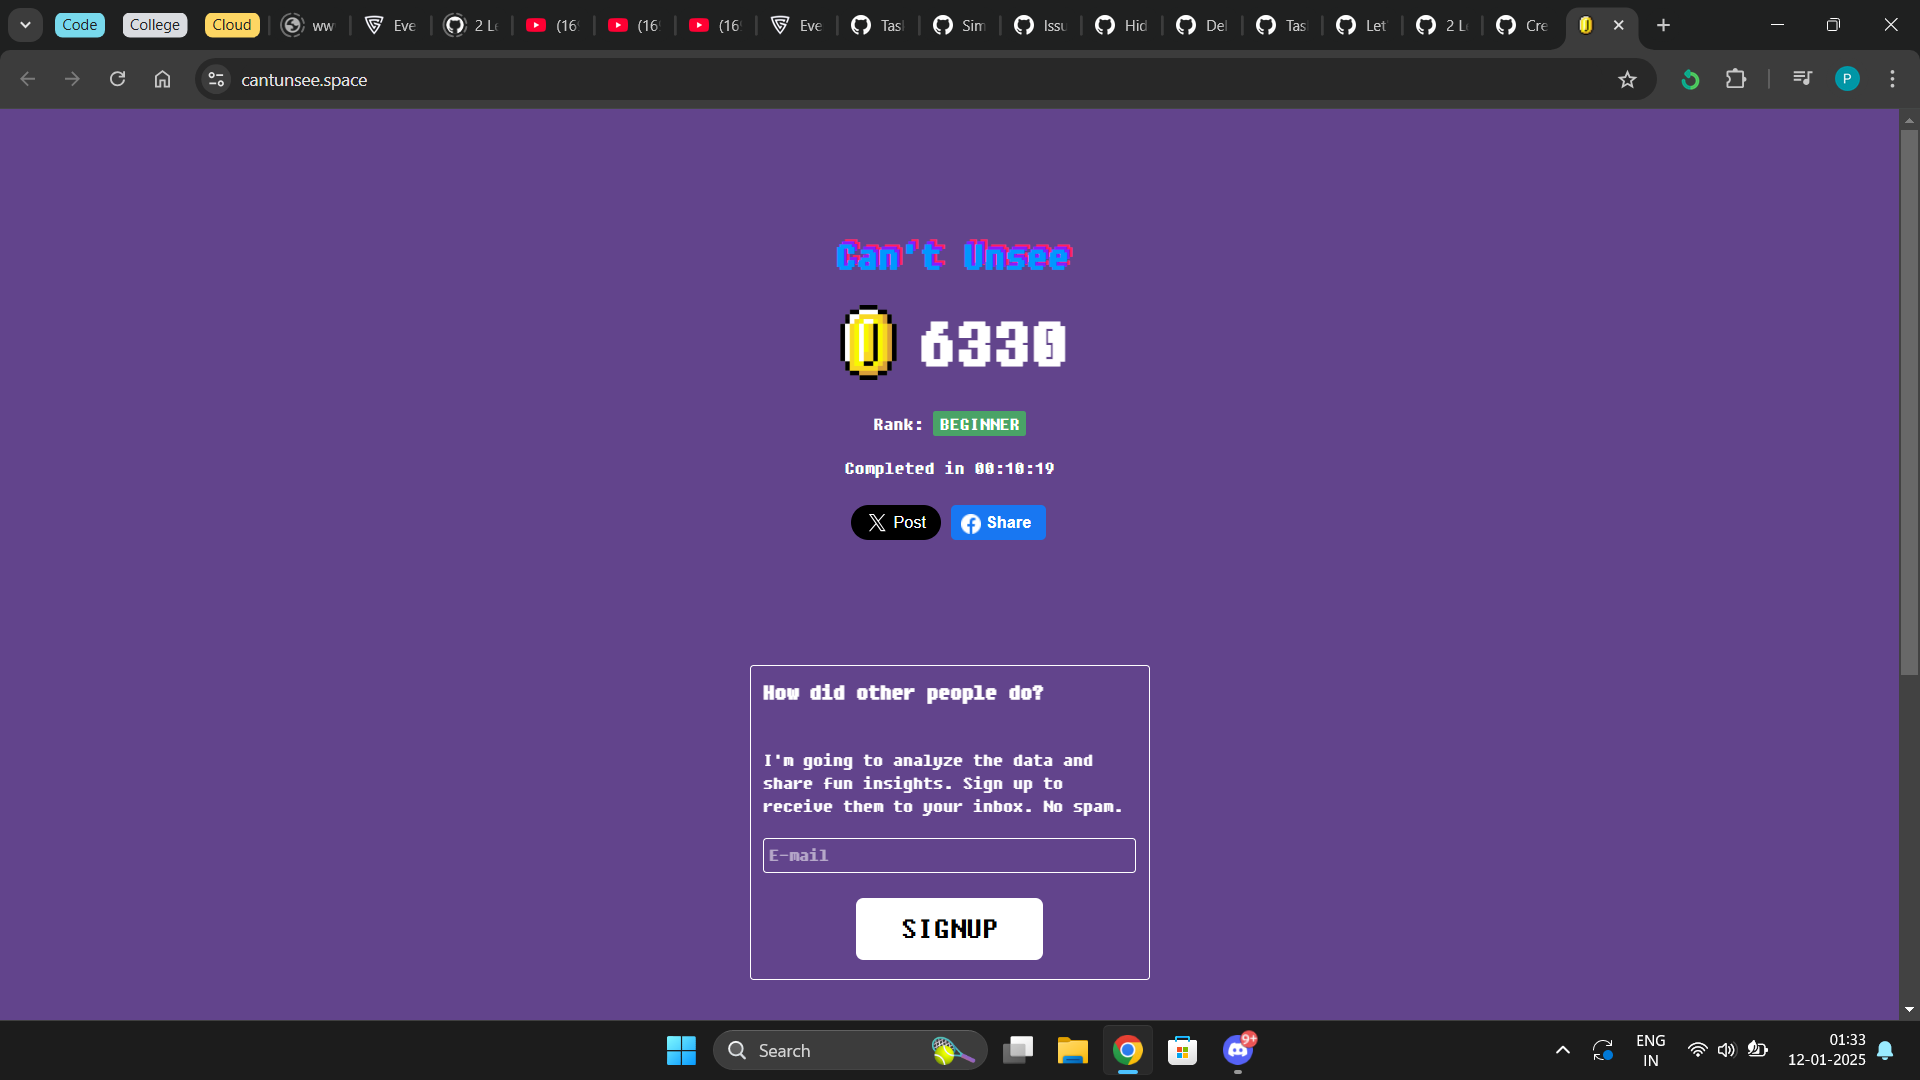 Code College Cloud ww Eve 2 Le (169 (16 (16 Eve Tas Sim Issu Hid Del Tas Let' 2 L Cre
cantunsee.space
P
Can't Unsee
6330
Rank: BEGINNER
Completed in 00:10:19
Post Share
How did other people do?
I'm going to analyze the data and
share fun insights. Sign up to
receive them to your inbox. No spam.
E-mail
SIGNUP
Search
9+
ENG
IN
01:33
12-01-2025